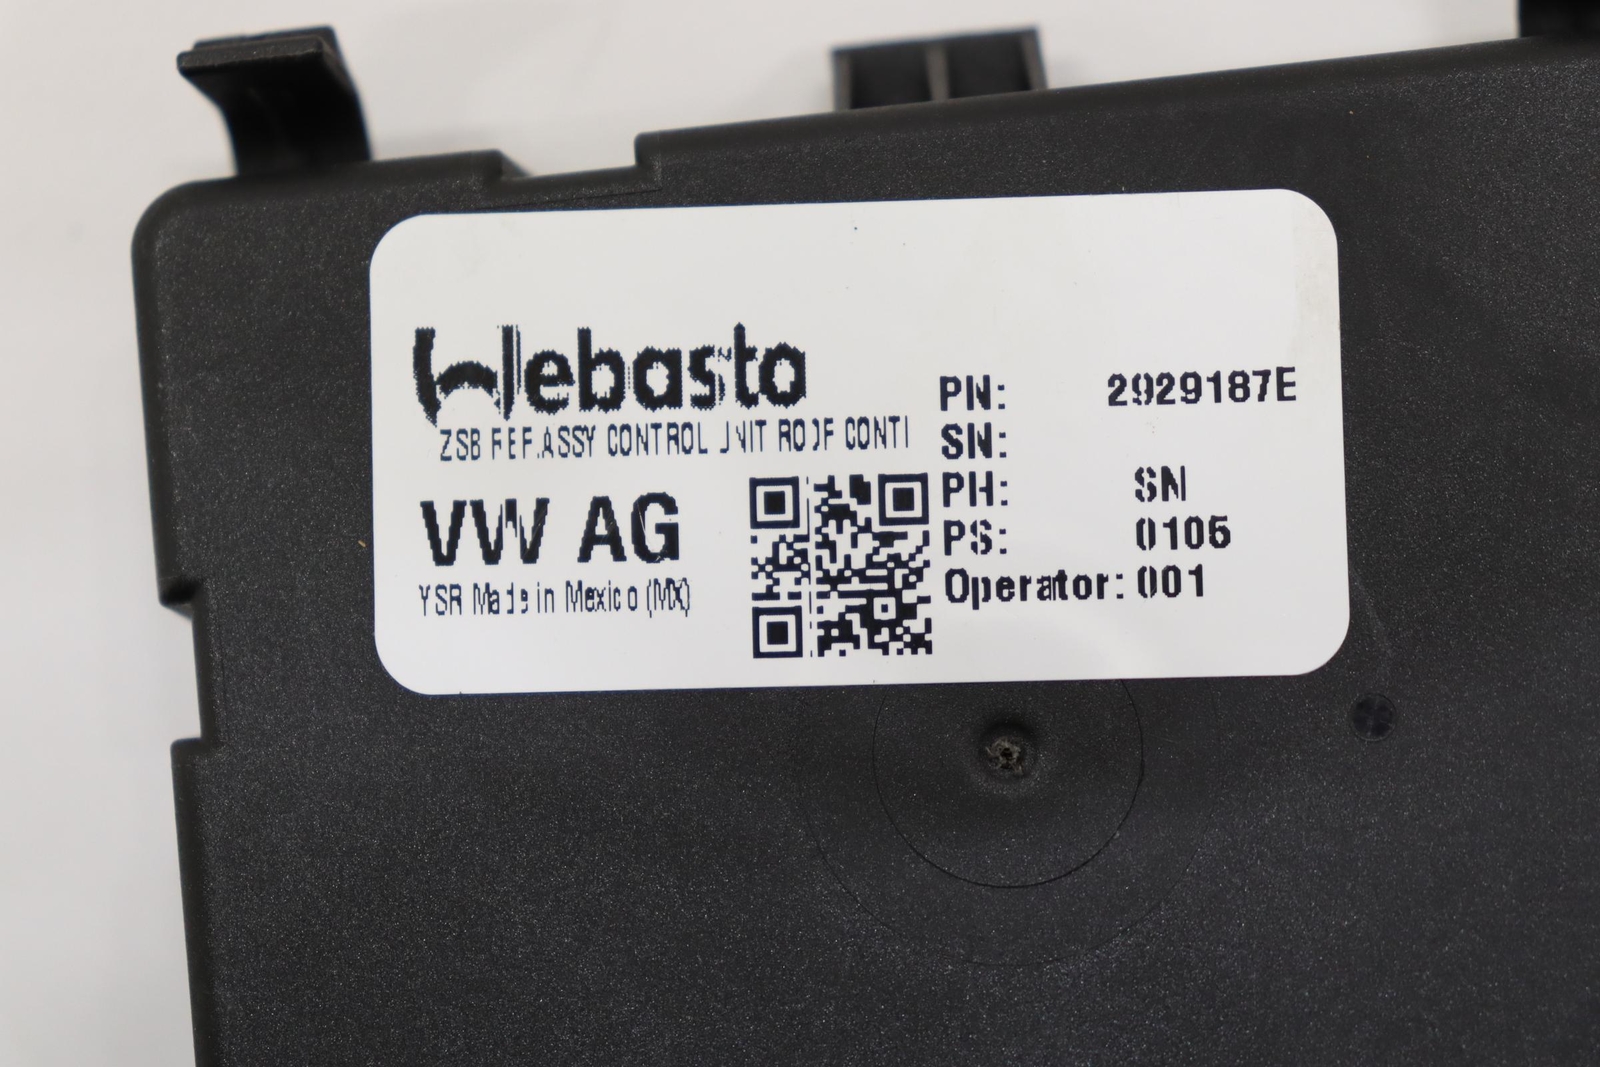 Webasto
ZSB REF.ASSY CONTROL UNIT ROOF CONTI
VW AG
YSR Made in Mexico (MX)
PN: 2929187E
SN:
PH: SN
PS: 0105
Operator: 001